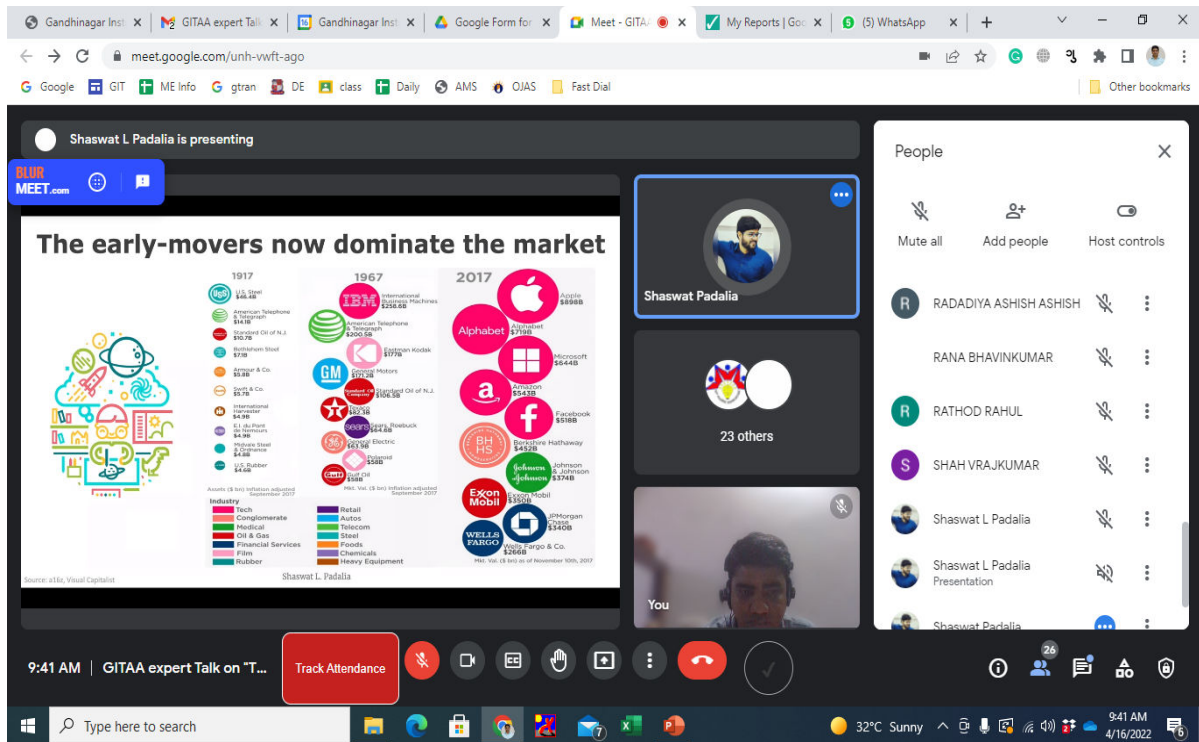 Gandhinagar Inst
GITAA expert Talk
Gandhinagar Inst
Google Form for
Meet - GITA
My Reports | Goo
(5) WhatsApp
meet.google.com/unh-vwft-ago
Google
GIT
ME Info
gtran
DE
class
Daily
AMS
OJAS
Fast Dial
Other bookmarks
Shaswat L Padalia is presenting
BLUR
MEET.com
The early-movers now dominate the market
1917
USS
U.S. Steel
$46.4B
American Telephone
& Telegraph
$14.1B
Standard Oil of N.J.
$10.7B
Bethlehem Steel
$7.1B
Armour & Co.
$5.8B
Swift & Co.
$5.7B
International
Harvester
$4.9B
E.I. du Pont
de Nemours
$4.9B
Midvale Steel
& Ordnance
$4.8B
U.S. Rubber
$4.6B
Assets ($ bn) Inflation adjusted
September 2017
1967
IBM
International
Business Machines
$258.6B
American Telephone
& Telegraph
$200.5B
Eastman Kodak
$177B
GM
General Motors
$171.2B
Standard Oil
Company
Standard Oil of N.J.
$106.5B
Texaco
$82.3B
sears
Sears, Roebuck
$64.6B
General Electric
$63.9B
Polaroid
$58B
Gulf
Gulf Oil
$58B
Mkt. Val. ($ bn) Inflation adjusted
September 2017
2017
Apple
$898B
Alphabet
Alphabet
$719B
Microsoft
$644B
a
Amazon
$543B
f
Facebook
$518B
BH
HS
Berkshire Hathaway
$452B
Johnson
& Johnson
Johnson
& Johnson
$374B
Exxon
Mobil
Exxon Mobil
$350B
JPMorgan
Chase
$340B
WELLS
FARGO
Wells Fargo & Co.
$266B
Mkt. Val. ($ bn) as of November 10th, 2017
Industry
Tech
Conglomerate
Medical
Oil & Gas
Financial Services
Film
Rubber
Retail
Autos
Telecom
Steel
Foods
Chemicals
Heavy Equipment
Source: a16z, Visual Capitalist
Shaswat L. Padalia
Shaswat Padalia
23 others
You
People
Mute all
Add people
Host controls
R
RADADIYA ASHISH ASHISH
RANA BHAVINKUMAR
R
RATHOD RAHUL
S
SHAH VRAJKUMAR
Shaswat L Padalia
Shaswat L Padalia
Presentation
Shaswat Padalia
9:41 AM | GITAA expert Talk on "T...
Track Attendance
CC
26
Type here to search
32°C Sunny
9:41 AM
4/16/2022